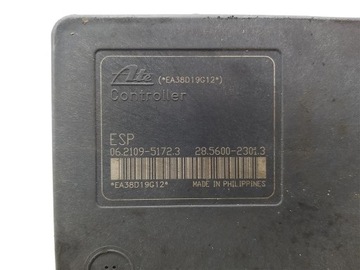 Ate (*EA38D19G12*)
Controller
ESP
06.2109-5172.3 28.5600-2301.3
*EA38D19G12* MADE IN PHILIPPINES